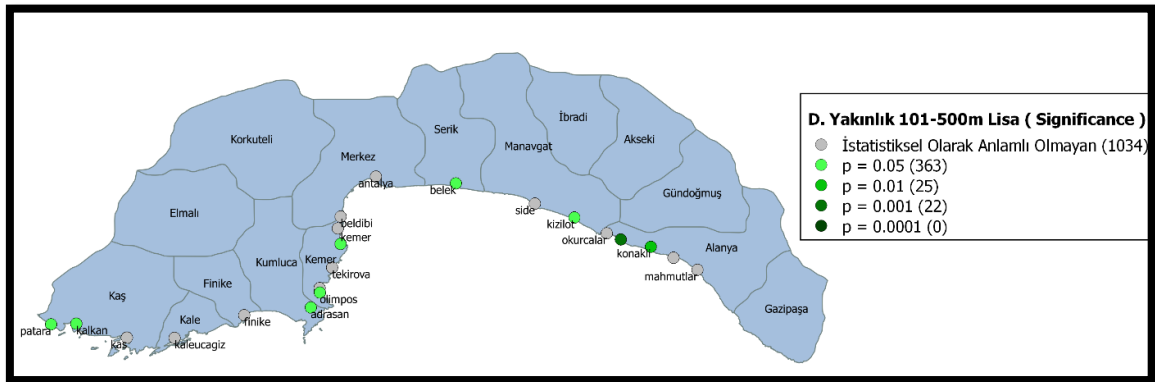 D. Yakınlık 101-500m Lisa ( Significance )
İstatistiksel Olarak Anlamlı Olmayan (1034)
p = 0.05 (363)
p = 0.01 (25)
p = 0.001 (22)
p = 0.0001 (0)
Korkuteli
Merkez
Serik
Manavgat
İbradi
Akseki
Gündoğmuş
Elmalı
antalya
belek
side
kizilot
okurcalar
konaklı
Alanya
mahmutlar
Gazipaşa
beldibi
kemer
Kemer
tekirova
Kumluca
olimpos
adrasan
Finike
finike
Kaş
Kale
patara
kalkan
kaş
kaleucagiz